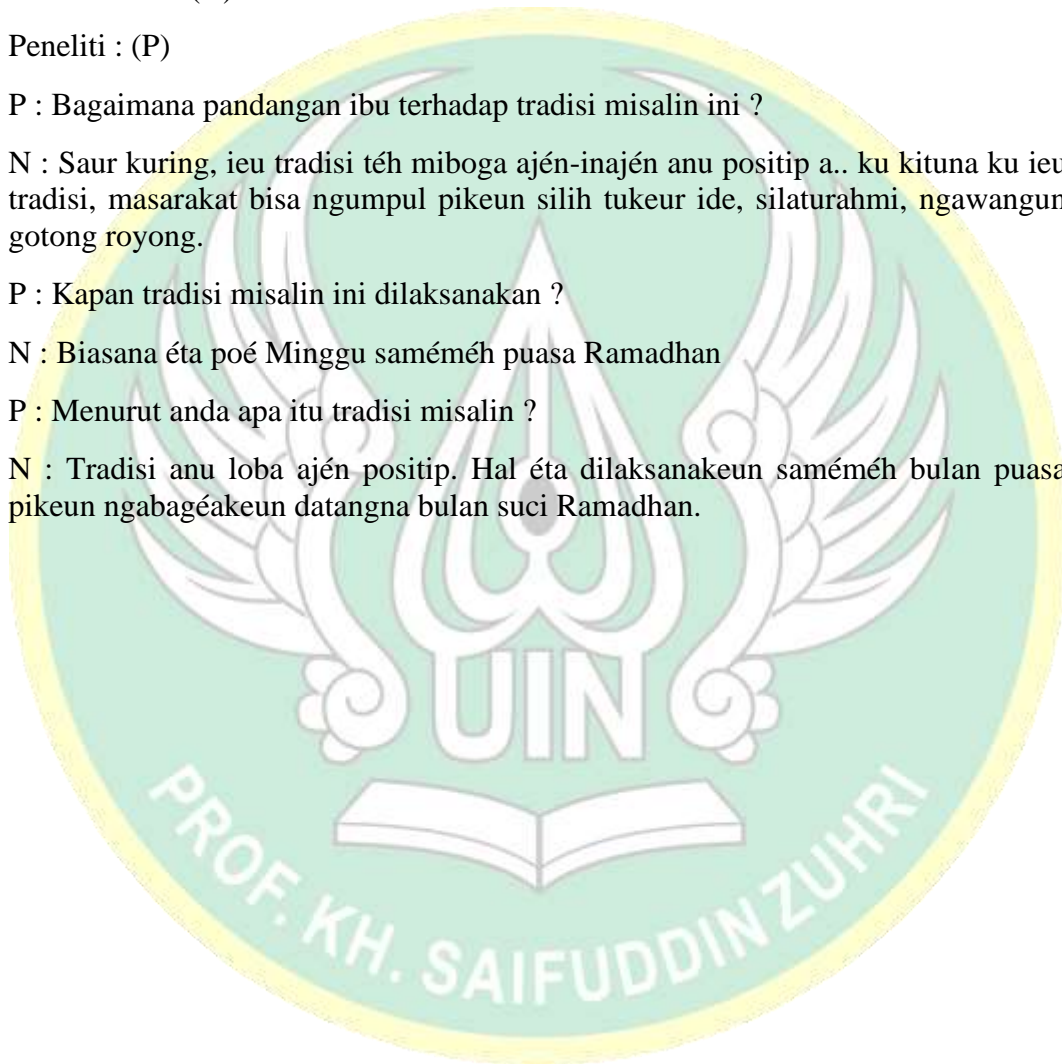 Peneliti : (P)
P : Bagaimana pandangan ibu terhadap tradisi misalin ini ?
N : Saur kuring, ieu tradisi téh miboga ajén-inajén anu positip a.. ku kituna ku ieu
tradisi, masarakat bisa ngumpul pikeun silih tukeur ide, silaturahmi, ngawangun
gotong royong.
P : Kapan tradisi misalin ini dilaksanakan ?
N : Biasana éta poé Minggu saméméh puasa Ramadhan
P : Menurut anda apa itu tradisi misalin ?
N : Tradisi anu loba ajén positip. Hal éta dilaksanakeun saméméh bulan puasa
pikeun ngabagéakeun datangna bulan suci Ramadhan.
UIN
PROF. KH. SAIFUDDIN ZUHRI